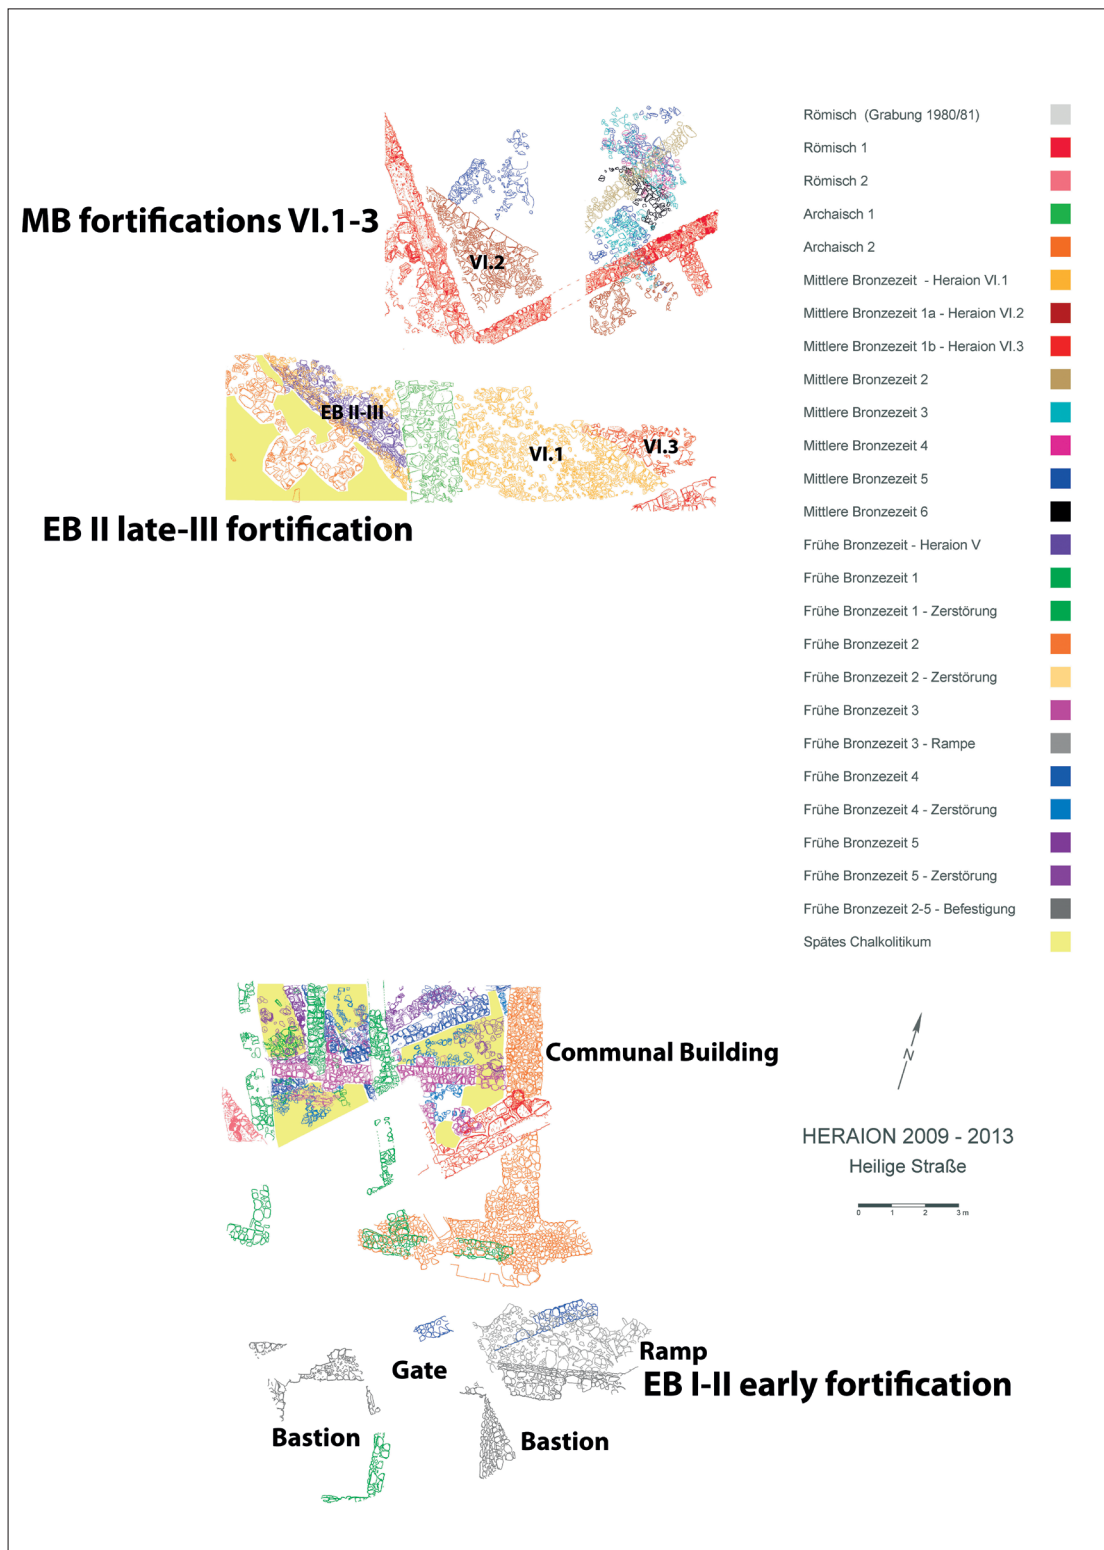 MB fortifications VI.1-3
VI.2
EB II-III
VI.1
VI.3
EB II late-III fortification
Römisch (Grabung 1980/81)
Römisch 1
Römisch 2
Archaisch 1
Archaisch 2
Mittlere Bronzezeit - Heraion VI.1
Mittlere Bronzezeit 1a - Heraion VI.2
Mittlere Bronzezeit 1b - Heraion VI.3
Mittlere Bronzezeit 2
Mittlere Bronzezeit 3
Mittlere Bronzezeit 4
Mittlere Bronzezeit 5
Mittlere Bronzezeit 6
Frühe Bronzezeit - Heraion V
Frühe Bronzezeit 1
Frühe Bronzezeit 1 - Zerstörung
Frühe Bronzezeit 2
Frühe Bronzezeit 2 - Zerstörung
Frühe Bronzezeit 3
Frühe Bronzezeit 3 - Rampe
Frühe Bronzezeit 4
Frühe Bronzezeit 4 - Zerstörung
Frühe Bronzezeit 5
Frühe Bronzezeit 5 - Zerstörung
Frühe Bronzezeit 2-5 - Befestigung
Spätes Chalkolitikum
Communal Building
N
HERAION 2009 - 2013
Heilige Straße
0 1 2 3 m
Ramp
Gate
EB I-II early fortification
Bastion
Bastion